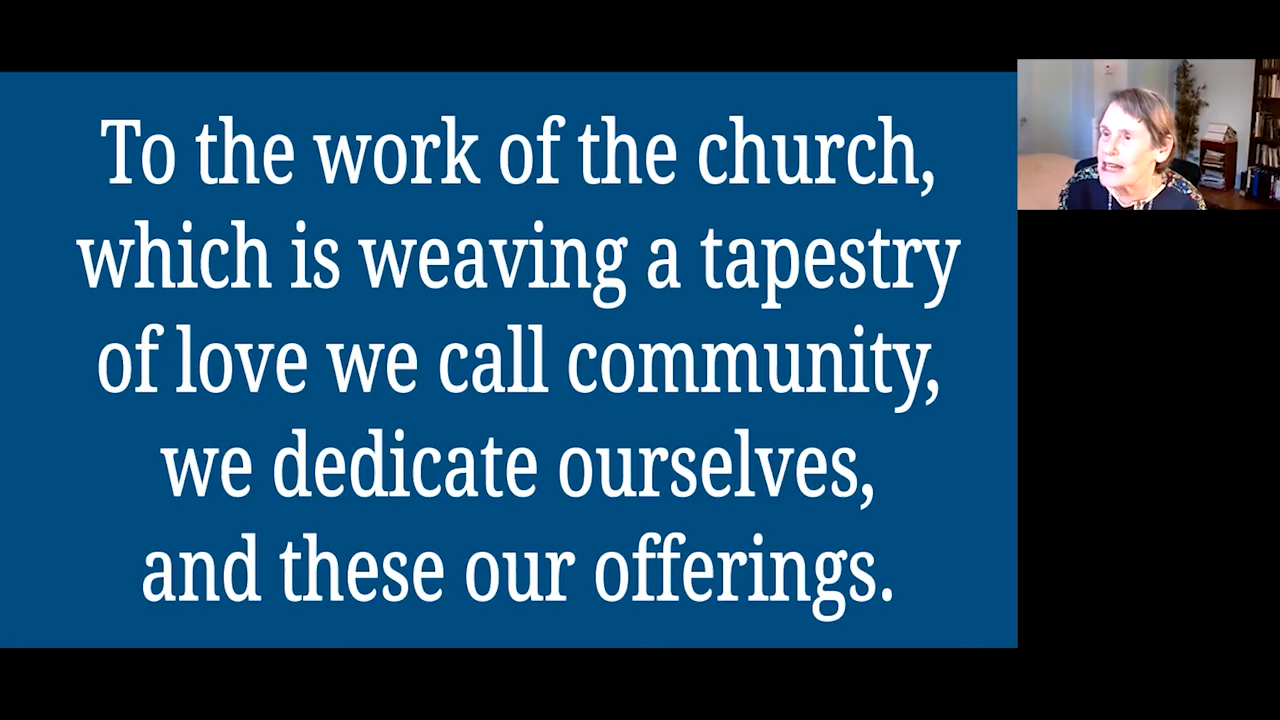 To the work of the church,
which is weaving a tapestry
of love we call community,
we dedicate ourselves,
and these our offerings.